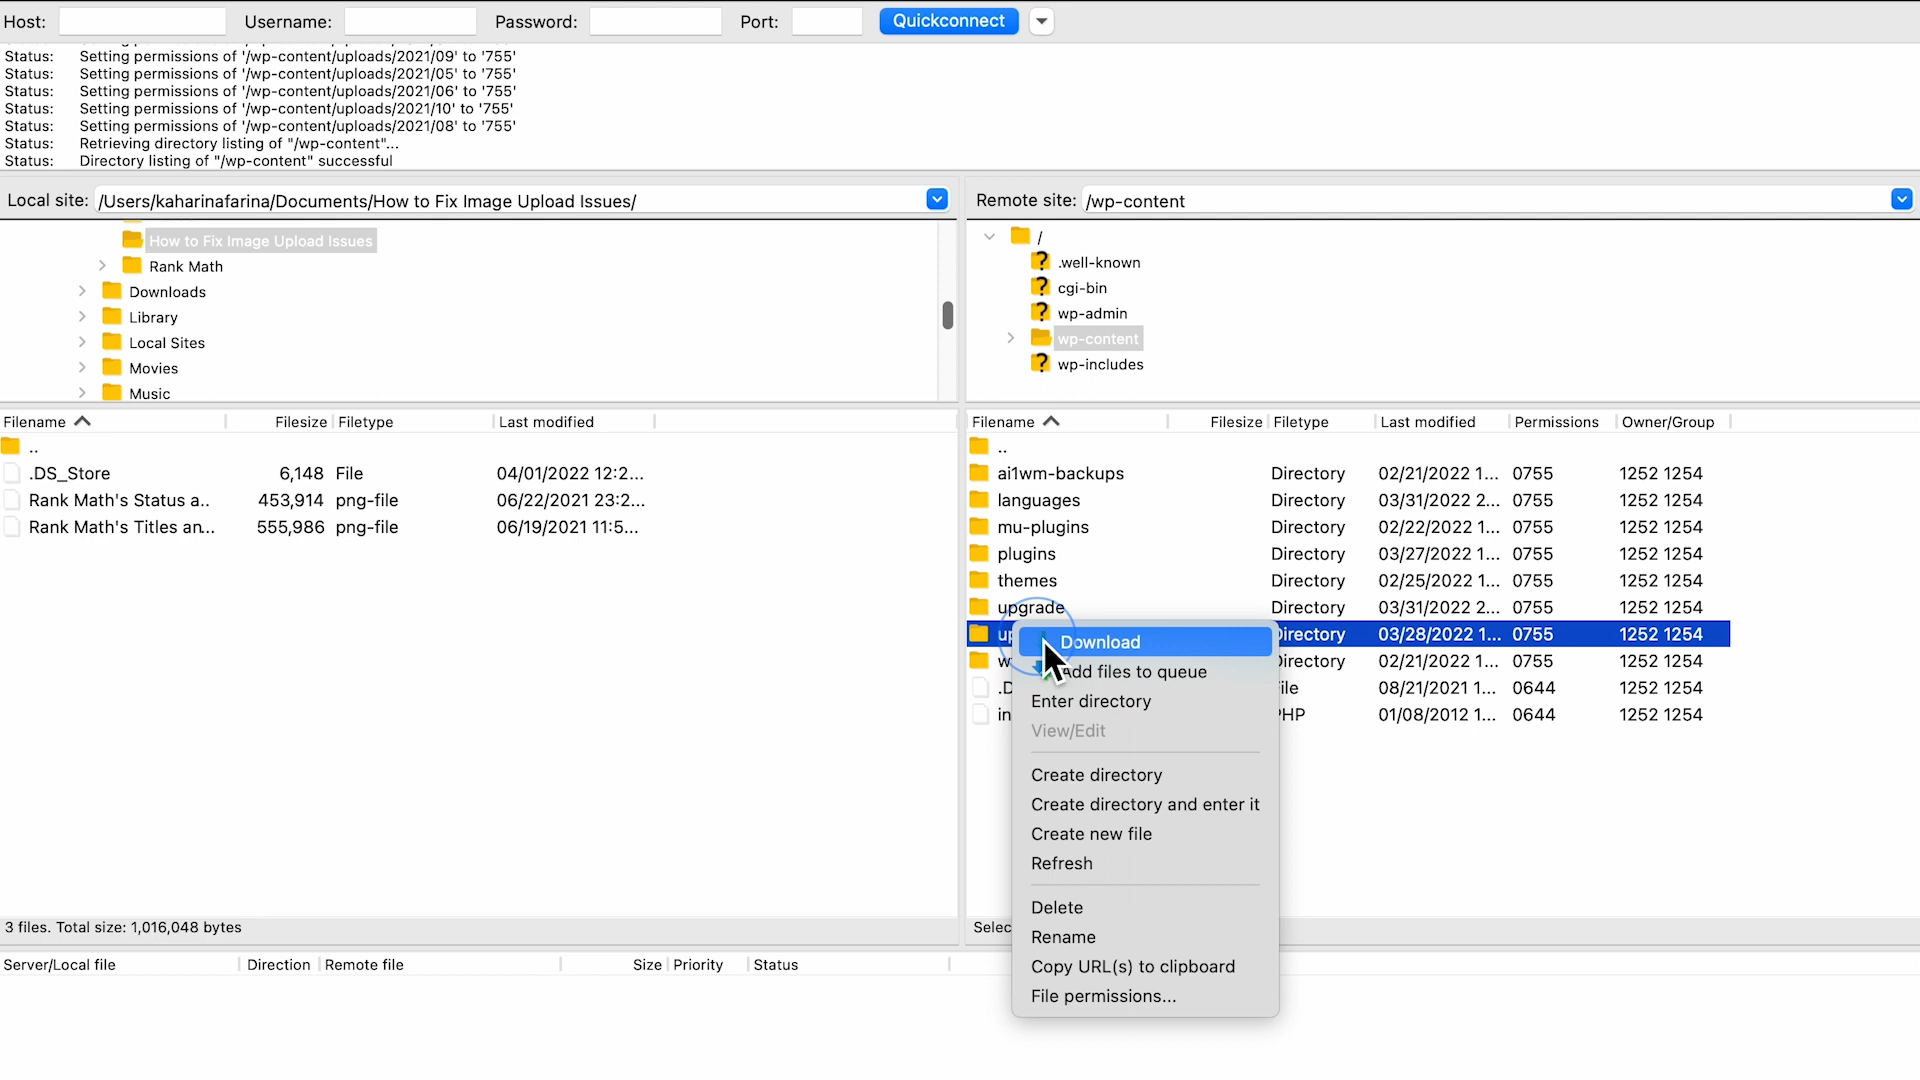 Host: Username: Password: Port: Quickconnect
Status: Setting permissions of '/wp-content/uploads/2021/09' to '755'
Status: Setting permissions of '/wp-content/uploads/2021/05' to '755'
Status: Setting permissions of '/wp-content/uploads/2021/06' to '755'
Status: Setting permissions of '/wp-content/uploads/2021/10' to '755'
Status: Setting permissions of '/wp-content/uploads/2021/08' to '755'
Status: Retrieving directory listing of "/wp-content"...
Status: Directory listing of "/wp-content" successful
Local site: /Users/kaharinafarina/Documents/How to Fix Image Upload Issues/
How to Fix Image Upload Issues
Rank Math
Downloads
Library
Local Sites
Movies
Music
Filename Filesize Filetype Last modified
..
.DS_Store 6,148 File 04/01/2022 12:2...
Rank Math's Status a.. 453,914 png-file 06/22/2021 23:2...
Rank Math's Titles an... 555,986 png-file 06/19/2021 11:5...
3 files. Total size: 1,016,048 bytes
Remote site: /wp-content
/
.well-known
cgi-bin
wp-admin
wp-content
wp-includes
Filename Filesize Filetype Last modified Permissions Owner/Group
..
ai1wm-backups Directory 02/21/2022 1... 0755 1252 1254
languages Directory 03/31/2022 2... 0755 1252 1254
mu-plugins Directory 02/22/2022 1... 0755 1252 1254
plugins Directory 03/27/2022 1... 0755 1252 1254
themes Directory 02/25/2022 1... 0755 1252 1254
upgrade Directory 03/31/2022 2... 0755 1252 1254
up Directory 03/28/2022 1... 0755 1252 1254
w Directory 02/21/2022 1... 0755 1252 1254
.D ile 08/21/2021 1... 0644 1252 1254
in PHP 01/08/2012 1... 0644 1252 1254
Selec
Download
Add files to queue
Enter directory
View/Edit
Create directory
Create directory and enter it
Create new file
Refresh
Delete
Rename
Copy URL(s) to clipboard
File permissions...
Server/Local file Direction Remote file Size Priority Status